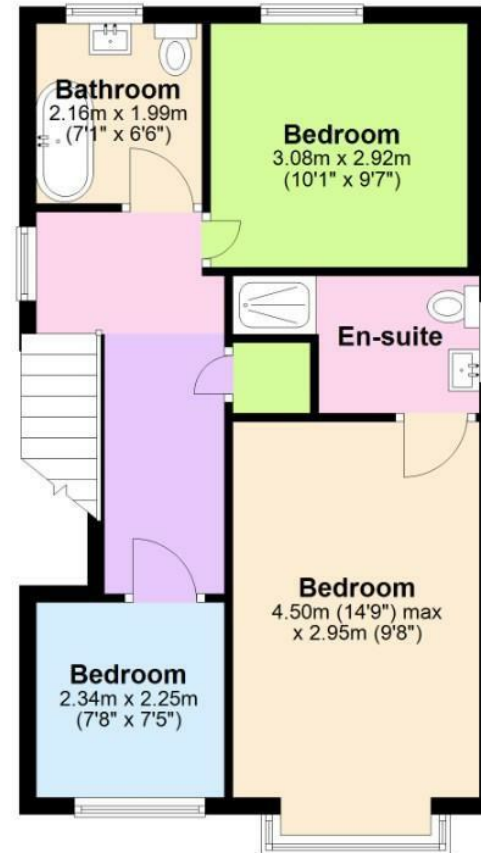 Bathroom
2.16m x 1.99m
(7'1" x 6'6")
Bedroom
3.08m x 2.92m
(10'1" x 9'7")
En-suite
Bedroom
4.50m (14'9") max
x 2.95m (9'8")
Bedroom
2.34m x 2.25m
(7'8" x 7'5")